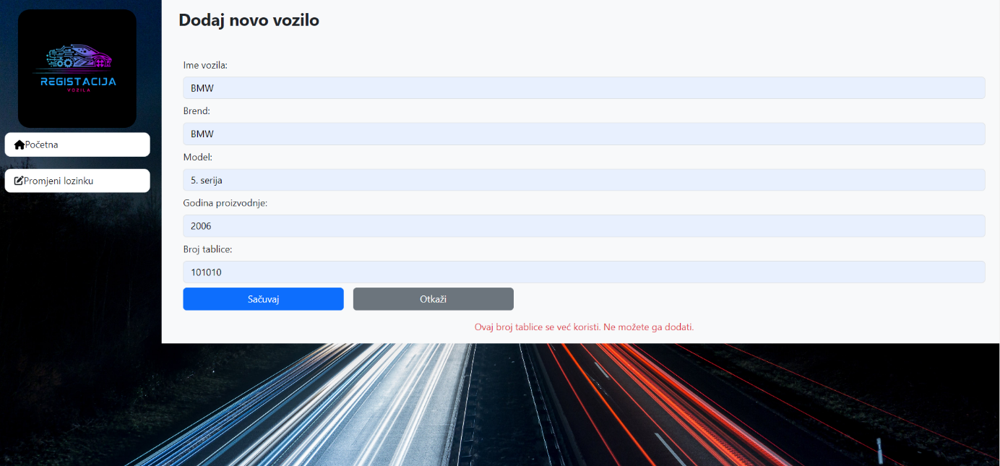 REGISTACIJA
VOZILA
Početna
Promjeni lozinku
Dodaj novo vozilo
Ime vozila:
BMW
Brend:
BMW
Model:
5. serija
Godina proizvodnje:
2006
Broj tablice:
101010
Sačuvaj
Otkaži
Ovaj broj tablice se već koristi. Ne možete ga dodati.